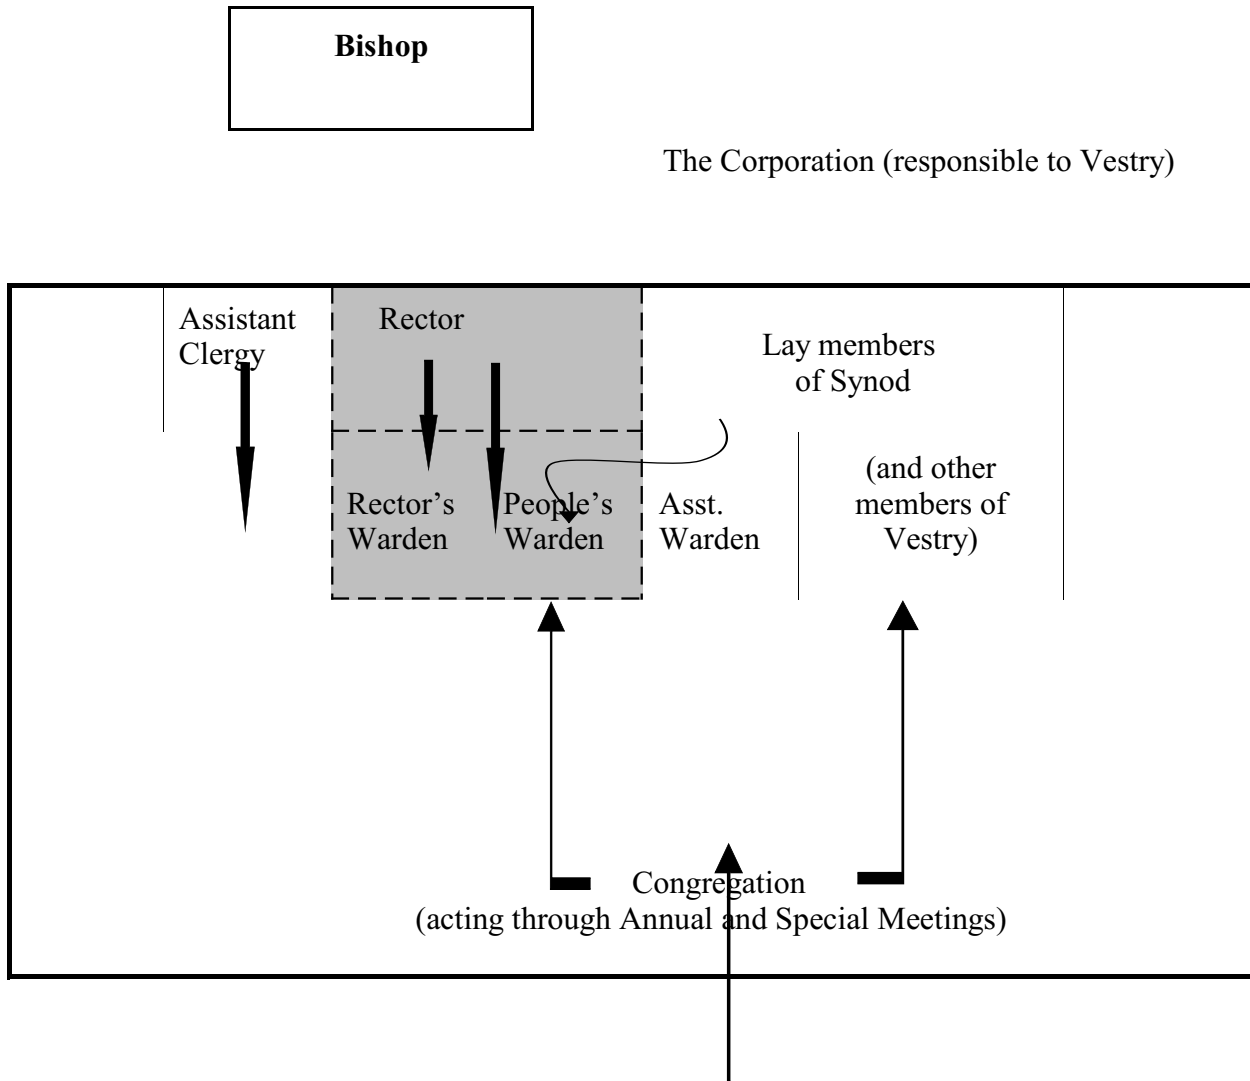 Bishop
The Corporation (responsible to Vestry)
Assistant
Clergy
Rector
Lay members
of Synod
Rector’s
Warden
People’s
Warden
Asst.
Warden
(and other
members of
Vestry)
Congregation
(acting through Annual and Special Meetings)